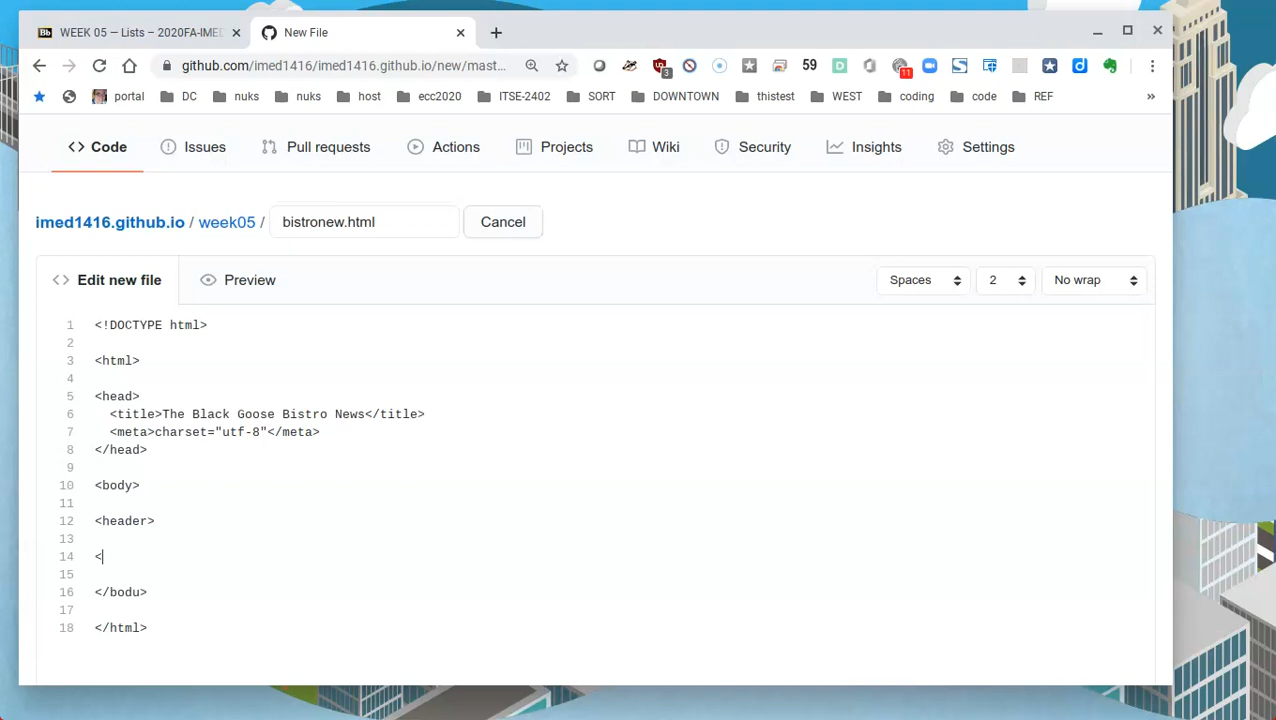 WEEK 05 – Lists – 2020FA-IMED
New File
github.com/imed1416/imed1416.github.io/new/mast...
3
59
11
portal DC nuks nuks host ecc2020 ITSE-2402 SORT DOWNTOWN thistest WEST coding code REF »
Code Issues Pull requests Actions Projects Wiki Security Insights Settings
imed1416.github.io / week05 / bistronew.html Cancel
Edit new file Preview Spaces 2 No wrap
1 <!DOCTYPE html>
2
3 <html>
4
5 <head>
6 <title>The Black Goose Bistro News</title>
7 <meta>charset="utf-8"</meta>
8 </head>
9
10 <body>
11
12 <header>
13
14 <
15
16 </bodu>
17
18 </html>